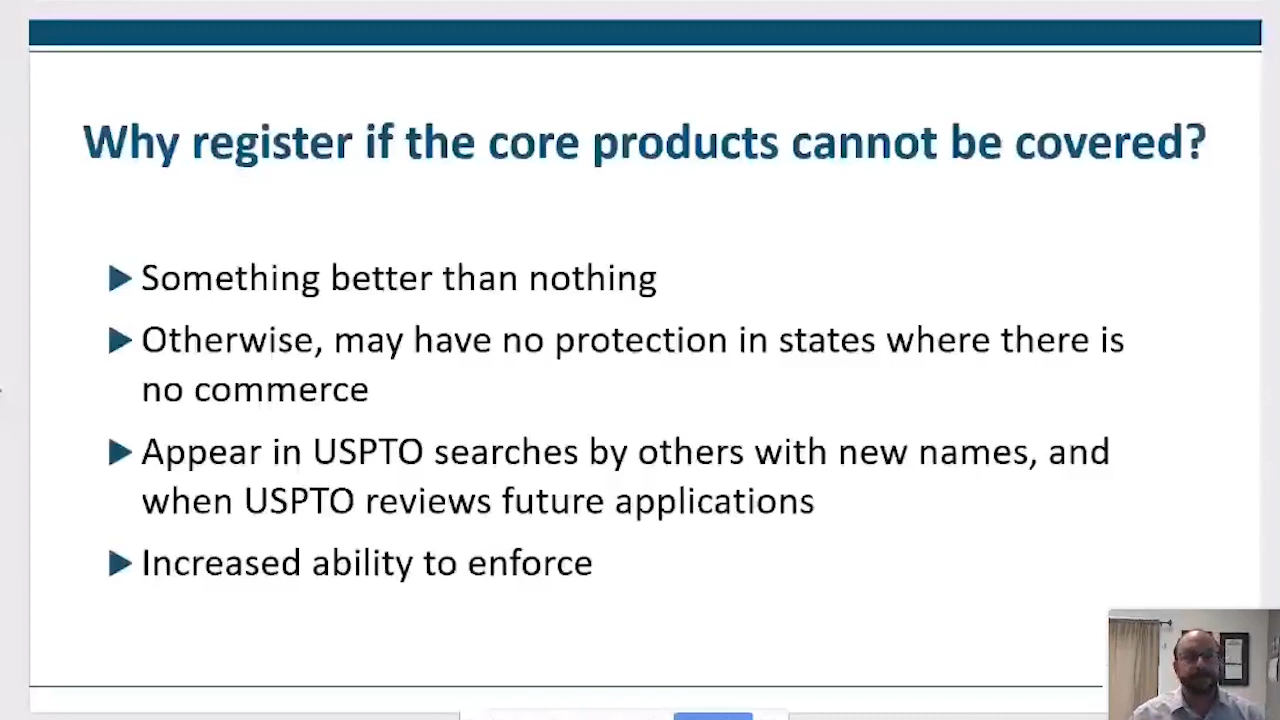 Why register if the core products cannot be covered?
Something better than nothing
Otherwise, may have no protection in states where there is
no commerce
Appear in USPTO searches by others with new names, and
when USPTO reviews future applications
Increased ability to enforce